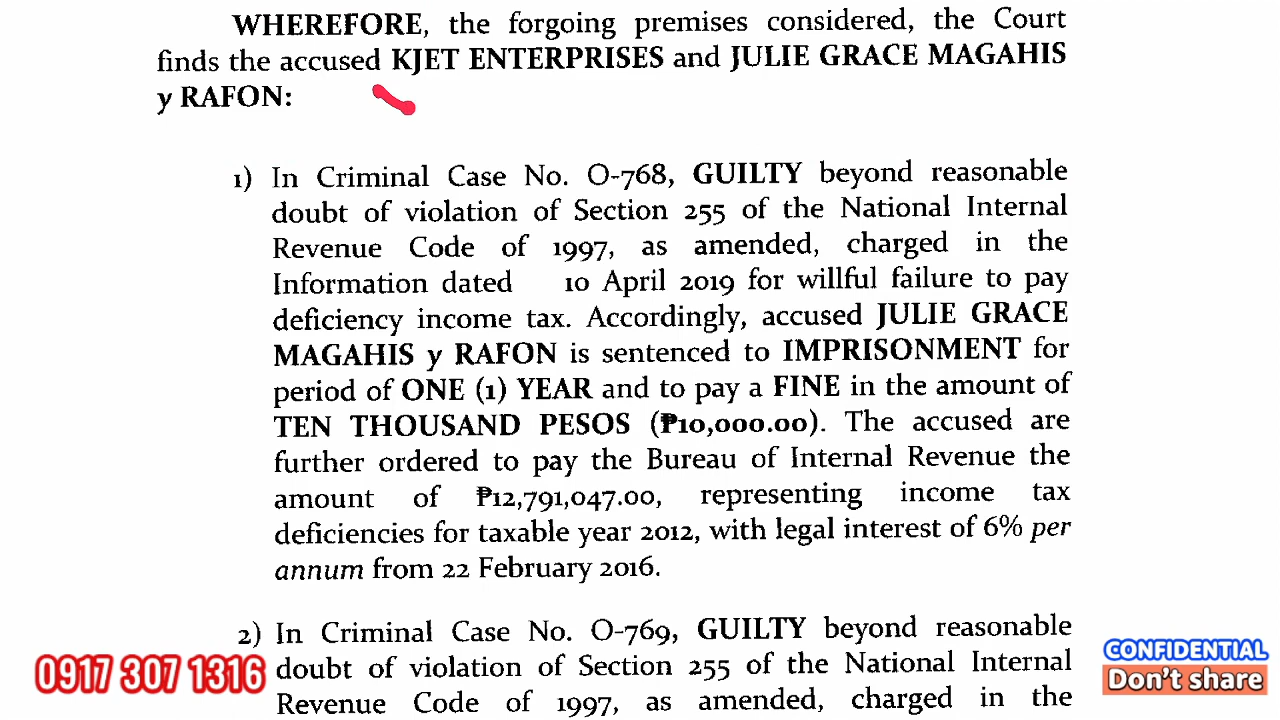 WHEREFORE, the forgoing premises considered, the Court
finds the accused KJET ENTERPRISES and JULIE GRACE MAGAHIS
y RAFON:
1) In Criminal Case No. O-768, GUILTY beyond reasonable
doubt of violation of Section 255 of the National Internal
Revenue Code of 1997, as amended, charged in the
Information dated 10 April 2019 for willful failure to pay
deficiency income tax. Accordingly, accused JULIE GRACE
MAGAHIS y RAFON is sentenced to IMPRISONMENT for
period of ONE (1) YEAR and to pay a FINE in the amount of
TEN THOUSAND PESOS (₱10,000.00). The accused are
further ordered to pay the Bureau of Internal Revenue the
amount of ₱12,791,047.00, representing income tax
deficiencies for taxable year 2012, with legal interest of 6% per
annum from 22 February 2016.
2) In Criminal Case No. O-769, GUILTY beyond reasonable
doubt of violation of Section 255 of the National Internal
Revenue Code of 1997, as amended, charged in the
0917 307 1316
CONFIDENTIAL
Don't share